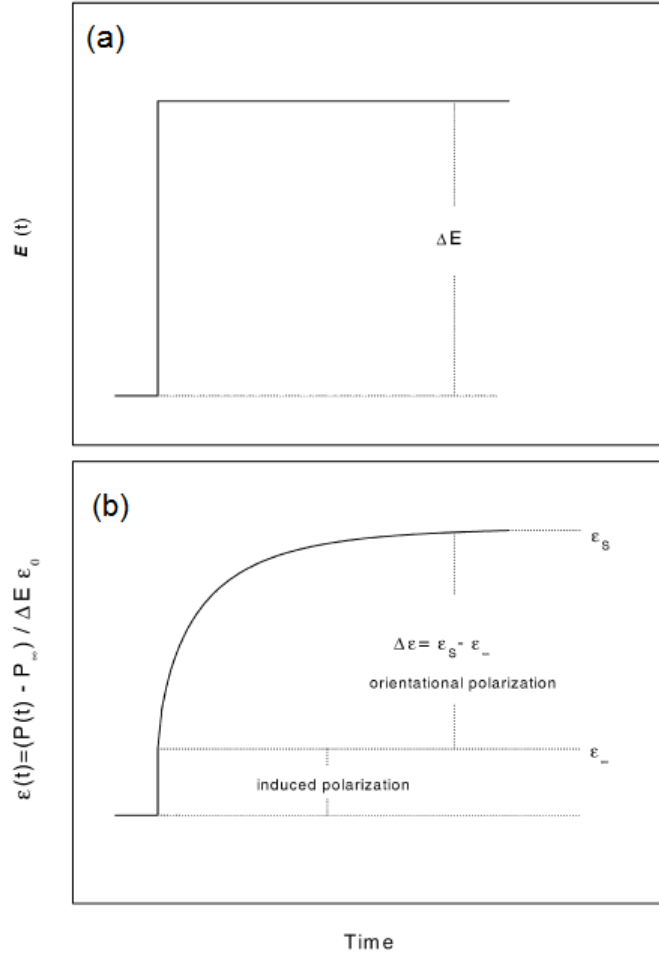 (a)
E (t)
ΔE
(b)
ε(t)=(P(t) - P∞) / ΔE ε0
εS
Δε= εS- ε∞
orientational polarization
ε∞
induced polarization
Time